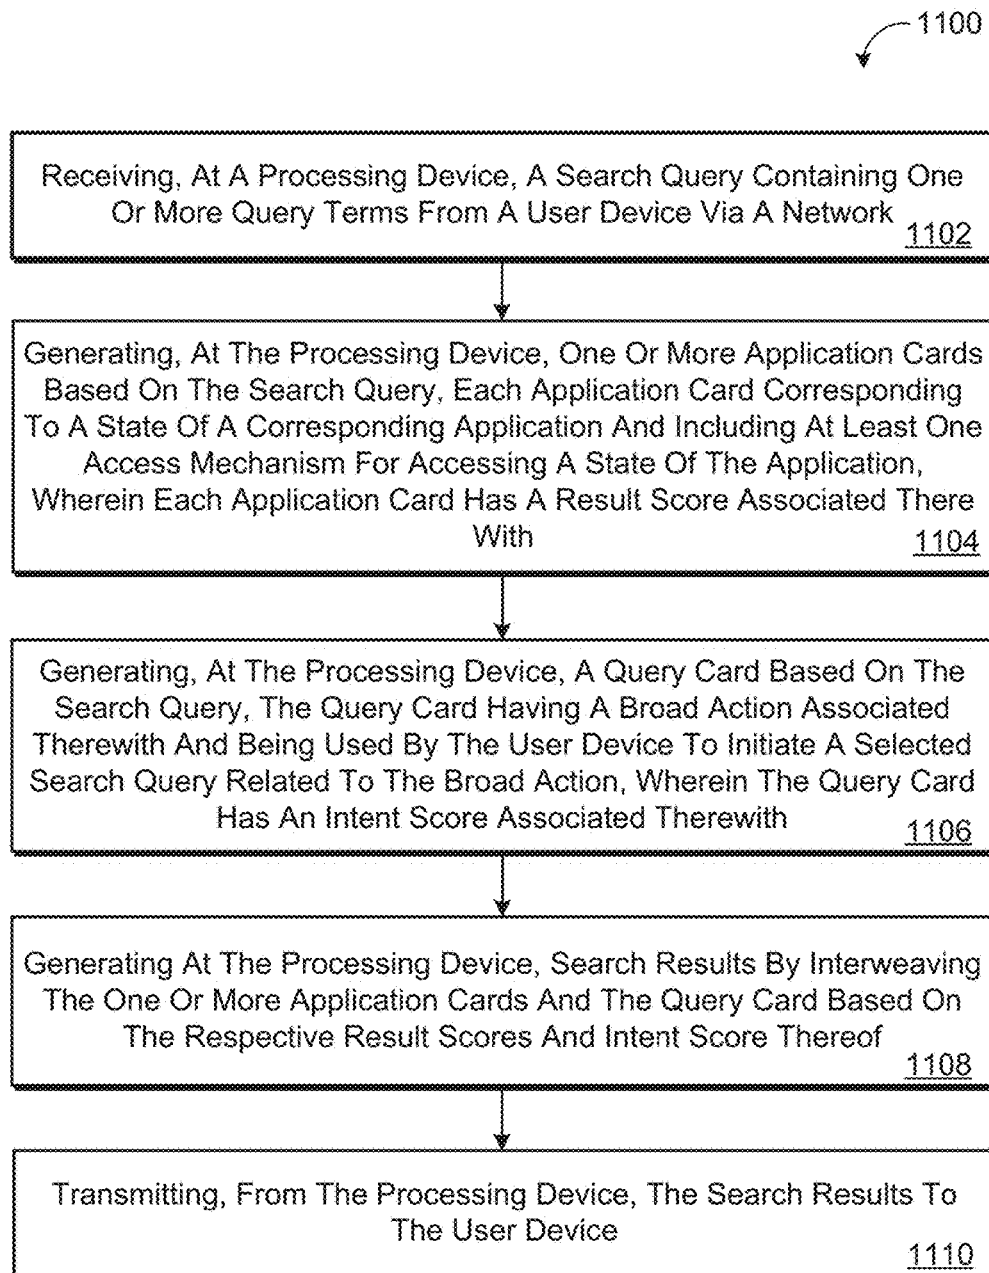 1100
Receiving, At A Processing Device, A Search Query Containing One
Or More Query Terms From A User Device Via A Network
1102
Generating, At The Processing Device, One Or More Application Cards
Based On The Search Query, Each Application Card Corresponding
To A State Of A Corresponding Application And Including At Least One
Access Mechanism For Accessing A State Of The Application,
Wherein Each Application Card Has A Result Score Associated There
With
1104
Generating, At The Processing Device, A Query Card Based On The
Search Query, The Query Card Having A Broad Action Associated
Therewith And Being Used By The User Device To Initiate A Selected
Search Query Related To The Broad Action, Wherein The Query Card
Has An Intent Score Associated Therewith
1106
Generating At The Processing Device, Search Results By Interweaving
The One Or More Application Cards And The Query Card Based On
The Respective Result Scores And Intent Score Thereof
1108
Transmitting, From The Processing Device, The Search Results To
The User Device
1110